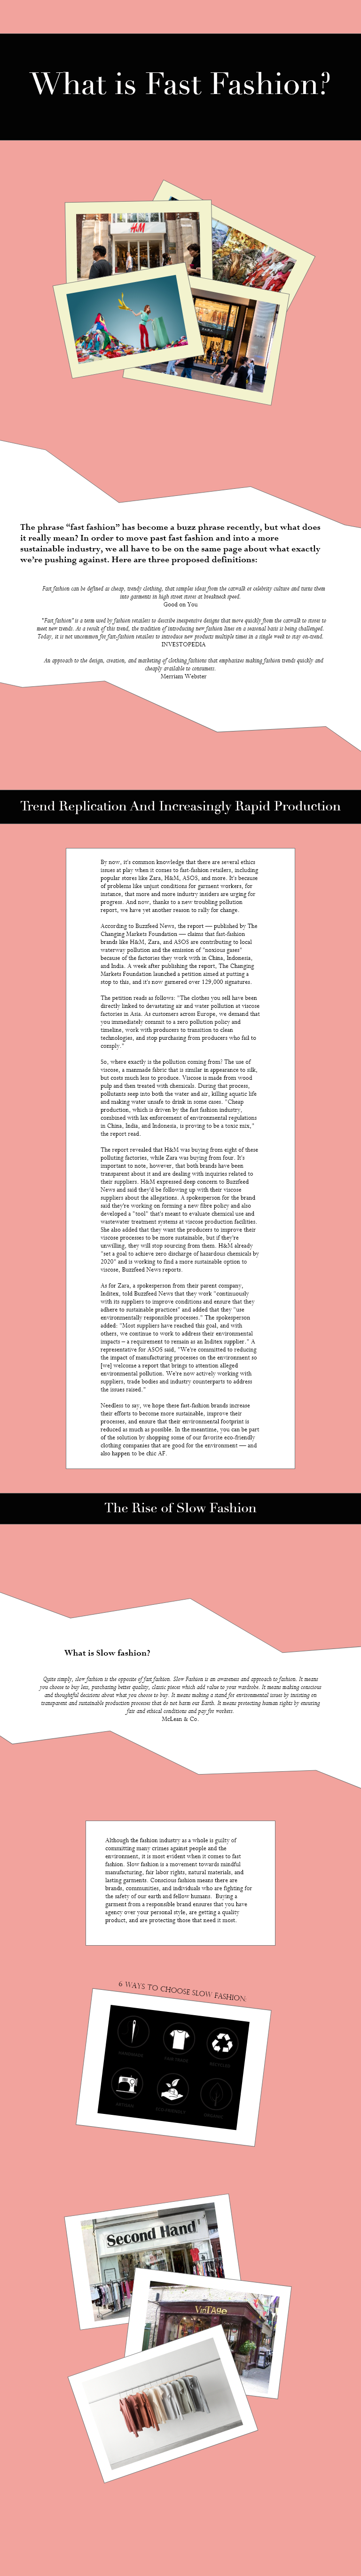 What is Fast Fashion?
H&M
The phrase “fast fashion” has become a buzz phrase recently, but what does
it really mean? In order to move past fast fashion and into a more
sustainable industry, we all have to be on the same page about what exactly
we're pushing against. Here are three proposed definitions:
Fast fashion can be defined as cheap, trendy clothing, that samples ideas from the catwalk or celebrity culture and turns them
into garments in high street stores at breakneck speed.
Good on You
"Fast fashion" is a term used by fashion retailers to describe inexpensive designs that move quickly from the catwalk to stores to
meet new trends. As a result of this trend, the tradition of introducing new fashion lines on a seasonal basis is being challenged.
Today, it is not uncommon for fast-fashion retailers to introduce new products multiple times in a single week to stay on-trend.
INVESTOPEDIA
An approach to the design, creation, and marketing of clothing fashions that emphasizes making fashion trends quickly and
cheaply available to consumers.
Merriam Webster
Trend Replication And Increasingly Rapid Production
By now, it's common knowledge that there are several ethics
issues at play when it comes to fast-fashion retailers, including
popular stores like Zara, H&M, ASOS, and more. It's because
of problems like unjust conditions for garment workers, for
instance, that more and more industry insiders are urging for
progress. And now, thanks to a new troubling pollution
report, we have yet another reason to rally for change.
According to Buzzfeed News, the report — published by The
Changing Markets Foundation — claims that fast-fashion
brands like H&M, Zara, and ASOS are contributing to local
waterway pollution and the emission of "noxious gases"
because of the factories they work with in China, Indonesia,
and India. A week after publishing the report, The Changing
Markets Foundation launched a petition aimed at putting a
stop to this, and it's now garnered over 129,000 signatures.
The petition reads as follows: "The clothes you sell have been
directly linked to devastating air and water pollution at viscose
factories in Asia. As customers across Europe, we demand that
you immediately commit to a zero pollution policy and
timeline, work with producers to transition to clean
technologies, and stop purchasing from producers who fail to
comply."
So, where exactly is the pollution coming from? The use of
viscose, a manmade fabric that is similar in appearance to silk,
but costs much less to produce. Viscose is made from wood
pulp and then treated with chemicals. During that process,
pollutants seep into both the water and air, killing aquatic life
and making water unsafe to drink in some cases. "Cheap
production, which is driven by the fast fashion industry,
combined with lax enforcement of environmental regulations
in China, India, and Indonesia, is proving to be a toxic mix,"
the report read.
The report revealed that H&M was buying from eight of these
polluting factories, while Zara was buying from four. It's
important to note, however, that both brands have been
transparent about it and are dealing with inquiries related to
their suppliers. H&M expressed deep concern to Buzzfeed
News and said they'd be following up with their viscose
suppliers about the allegations. A spokesperson for the brand
said they're working on forming a new fibre policy and also
developed a "tool" that's meant to evaluate chemical use and
wastewater treatment systems at viscose production facilities.
She also added that they want the producers to improve their
viscose processes to be more sustainable, but if they're
unwilling, they will stop sourcing from them. H&M already
"set a goal to achieve zero discharge of hazardous chemicals by
2020" and is working to find a more sustainable option to
viscose, Buzzfeed News reports.
As for Zara, a spokesperson from their parent company,
Inditex, told Buzzfeed News that they work "continuously
with its suppliers to improve conditions and ensure that they
adhere to sustainable practices" and added that they "use
environmentally responsible processes." The spokesperson
added: "Most suppliers have reached this goal, and with
others, we continue to work to address their environmental
impacts – a requirement to remain as an Inditex supplier." A
representative for ASOS said, "We're committed to reducing
the impact of manufacturing processes on the environment so
[we] welcome a report that brings to attention alleged
environmental pollution. We're now actively working with
suppliers, trade bodies and industry counterparts to address
the issues raised."
Needless to say, we hope these fast-fashion brands increase
their efforts to become more sustainable, improve their
processes, and ensure that their environmental footprint is
reduced as much as possible. In the meantime, you can be part
of the solution by shopping some of our favorite eco-friendly
clothing companies that are good for the environment — and
also happen to be chic AF.
The Rise of Slow Fashion
What is Slow fashion?
Quite simply, slow fashion is the opposite of fast fashion. Slow Fashion is an awareness and approach to fashion. It means
you choose to buy less, purchasing better quality, classic pieces which add value to your wardrobe. It means making conscious
and thoughtful decisions about what you choose to buy. It means making a stand for environmental issues by insisting on
transparent and sustainable production processes that do not harm our Earth. It means protecting human rights by ensuring
fair and ethical conditions and pay for workers.
McLean & Co.
Although the fashion industry as a whole is guilty of
committing many crimes against people and the
environment, it is most evident when it comes to fast
fashion. Slow fashion is a movement towards mindful
manufacturing, fair labor rights, natural materials, and
lasting garments. Conscious fashion means there are
brands, communities, and individuals who are fighting for
the safety of our earth and fellow humans. Buying a
garment from a responsible brand ensures that you have
agency over your personal style, are getting a quality
product, and are protecting those that need it most.
6 WAYS TO CHOOSE SLOW FASHION
Second Hand
VinTAge